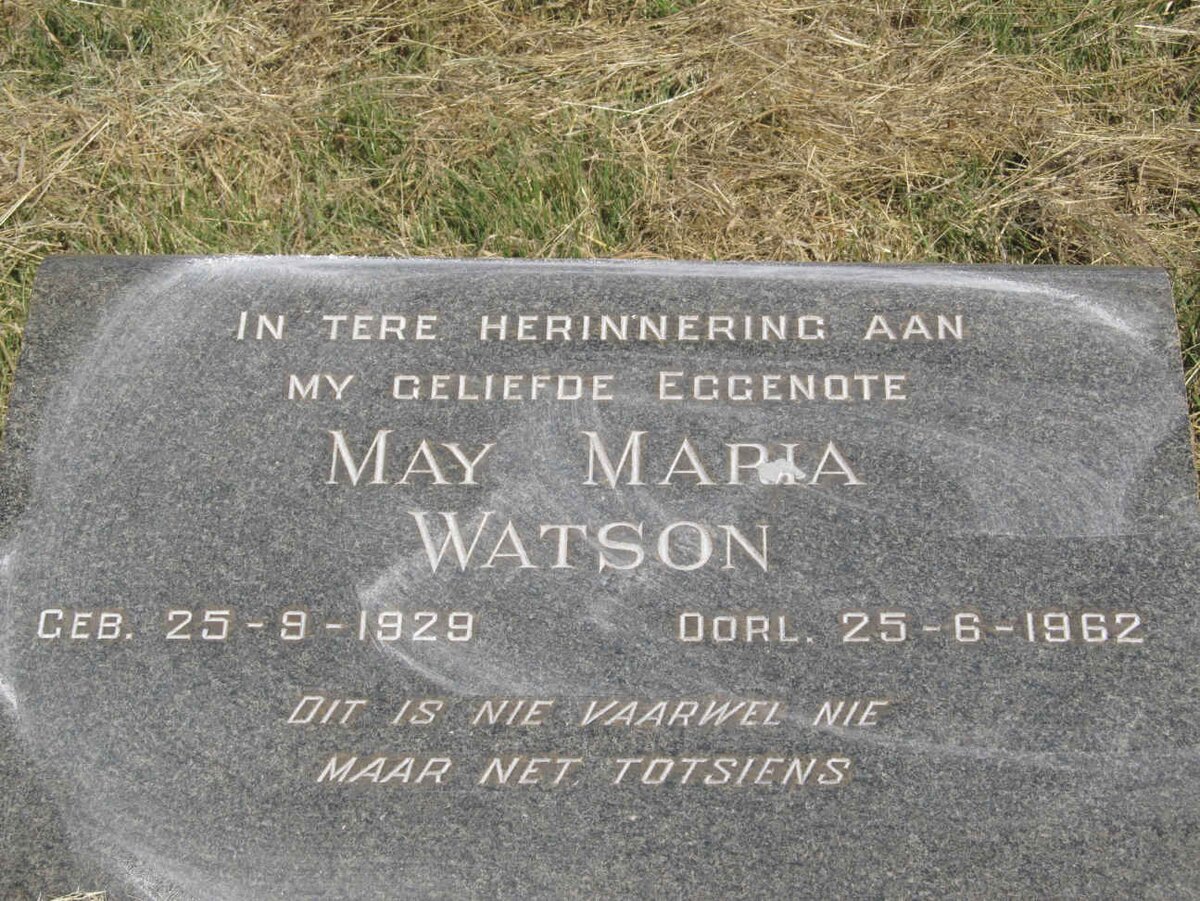 In tere herinnering aan
my geliefde Eggenote
May Maria
Watson
Geb. 25-9-1929 Oorl. 25-6-1962
Dit is nie vaarwel nie
maar net totsiens